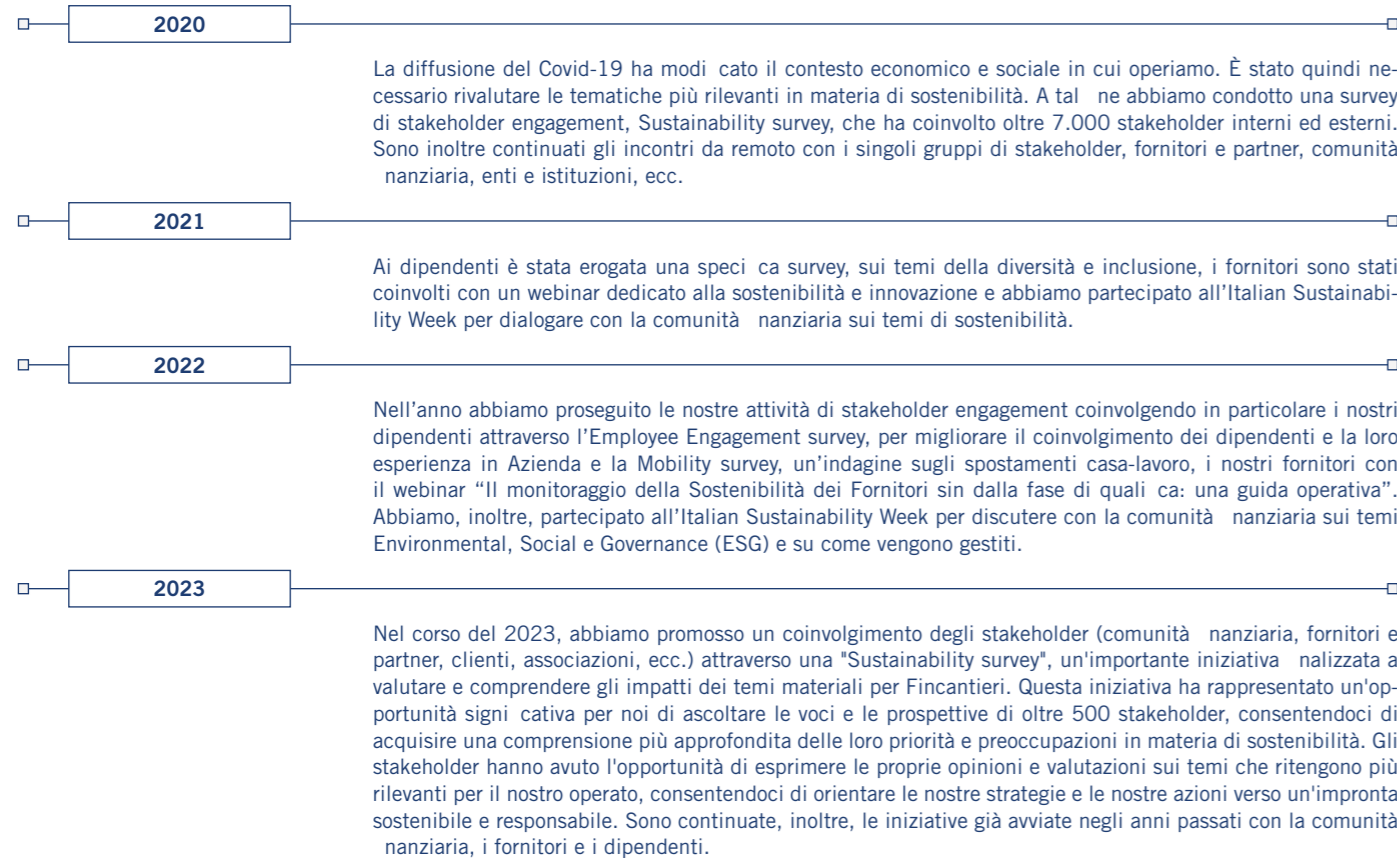 2020
La diffusione del Covid-19 ha modi cato il contesto economico e sociale in cui operiamo. È stato quindi ne-
cessario rivalutare le tematiche più rilevanti in materia di sostenibilità. A tal ne abbiamo condotto una survey
di stakeholder engagement, Sustainability survey, che ha coinvolto oltre 7.000 stakeholder interni ed esterni.
Sono inoltre continuati gli incontri da remoto con i singoli gruppi di stakeholder, fornitori e partner, comunità
nanziaria, enti e istituzioni, ecc.
2021
Ai dipendenti è stata erogata una speci ca survey, sui temi della diversità e inclusione, i fornitori sono stati
coinvolti con un webinar dedicato alla sostenibilità e innovazione e abbiamo partecipato all’Italian Sustainabi-
lity Week per dialogare con la comunità nanziaria sui temi di sostenibilità.
2022
Nell’anno abbiamo proseguito le nostre attività di stakeholder engagement coinvolgendo in particolare i nostri
dipendenti attraverso l’Employee Engagement survey, per migliorare il coinvolgimento dei dipendenti e la loro
esperienza in Azienda e la Mobility survey, un’indagine sugli spostamenti casa-lavoro, i nostri fornitori con
il webinar “Il monitoraggio della Sostenibilità dei Fornitori sin dalla fase di quali ca: una guida operativa”.
Abbiamo, inoltre, partecipato all’Italian Sustainability Week per discutere con la comunità nanziaria sui temi
Environmental, Social e Governance (ESG) e su come vengono gestiti.
2023
Nel corso del 2023, abbiamo promosso un coinvolgimento degli stakeholder (comunità nanziaria, fornitori e
partner, clienti, associazioni, ecc.) attraverso una "Sustainability survey", un'importante iniziativa nalizzata a
valutare e comprendere gli impatti dei temi materiali per Fincantieri. Questa iniziativa ha rappresentato un'op-
portunità signi cativa per noi di ascoltare le voci e le prospettive di oltre 500 stakeholder, consentendoci di
acquisire una comprensione più approfondita delle loro priorità e preoccupazioni in materia di sostenibilità. Gli
stakeholder hanno avuto l'opportunità di esprimere le proprie opinioni e valutazioni sui temi che ritengono più
rilevanti per il nostro operato, consentendoci di orientare le nostre strategie e le nostre azioni verso un'impronta
sostenibile e responsabile. Sono continuate, inoltre, le iniziative già avviate negli anni passati con la comunità
nanziaria, i fornitori e i dipendenti.